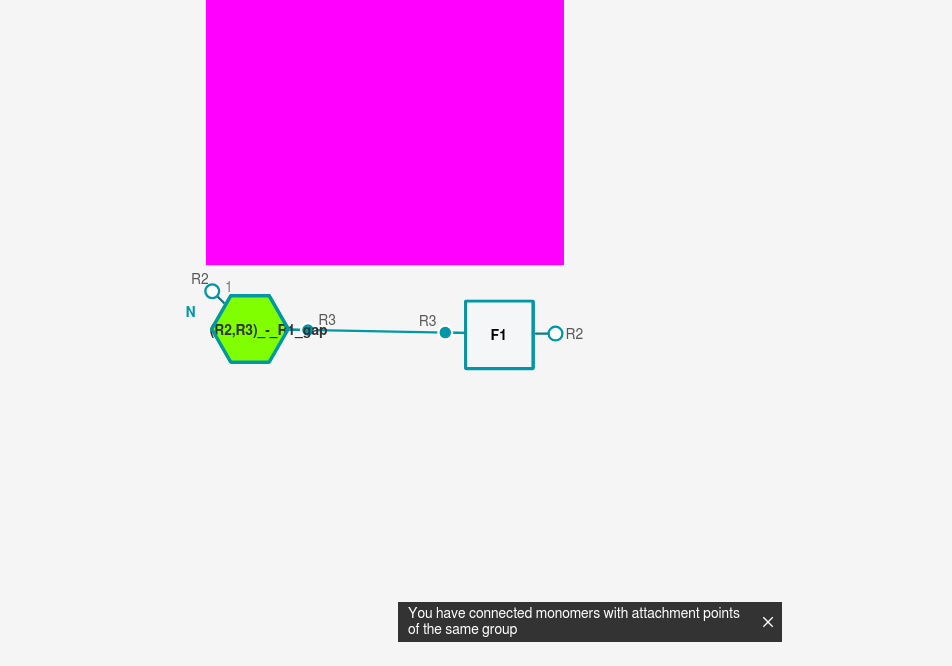 R2
1
N
(R2,R3)_-_R1_gap
R3
R3
F1
R2
You have connected monomers with attachment points
of the same group